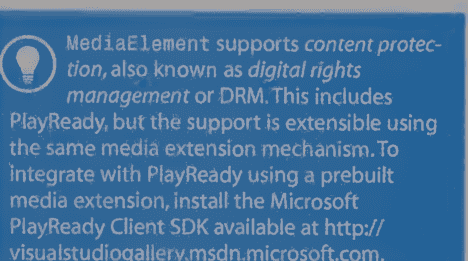 MediaElement supports content protec-
tion, also known as digital rights
management or DRM. This includes
PlayReady, but the support is extensible using
the same media extension mechanism. To
integrate with PlayReady using a prebuilt
media extension, install the Microsoft
PlayReady Client SDK available at http://
visualstudiogallery.msdn.microsoft.com.